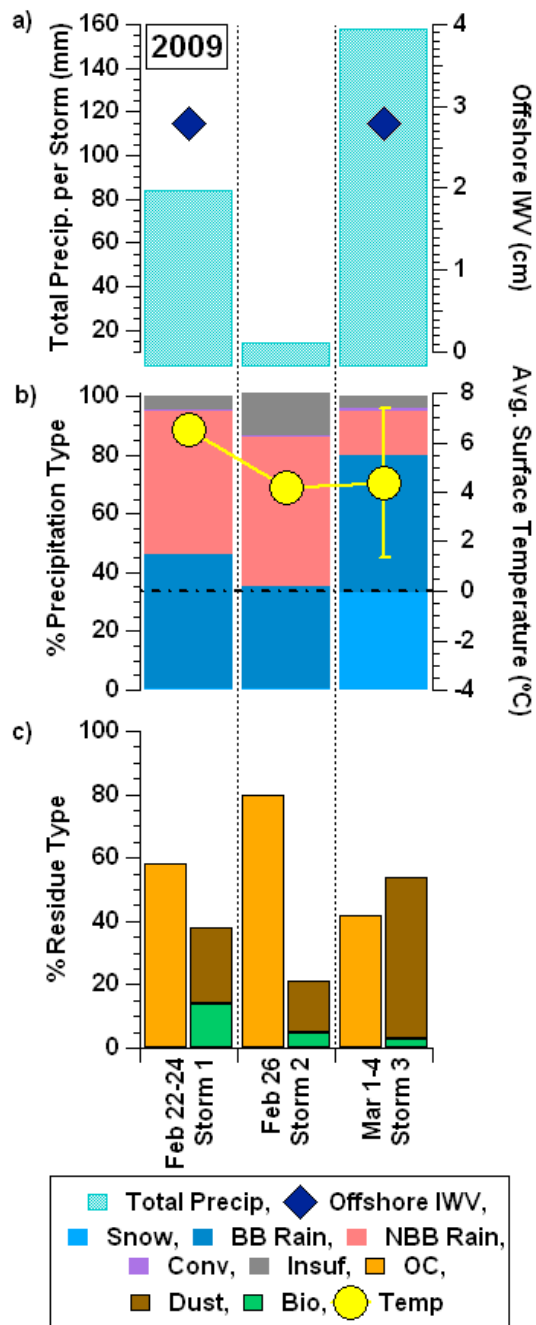 a)
2009
Total Precip. per Storm (mm)
160
140
120
100
80
60
40
20
4
3
2
1
0
Offshore IWV (cm)
b)
% Precipitation Type
100
80
60
40
20
0
8
6
4
2
0
-2
-4
Avg. Surface Temperature (ºC)
c)
% Residue Type
100
80
60
40
20
0
Feb 22-24
Storm 1
Feb 26
Storm 2
Mar 1-4
Storm 3
Total Precip, Offshore IWV,
Snow, BB Rain, NBB Rain,
Conv, Insuf, OC,
Dust, Bio, Temp